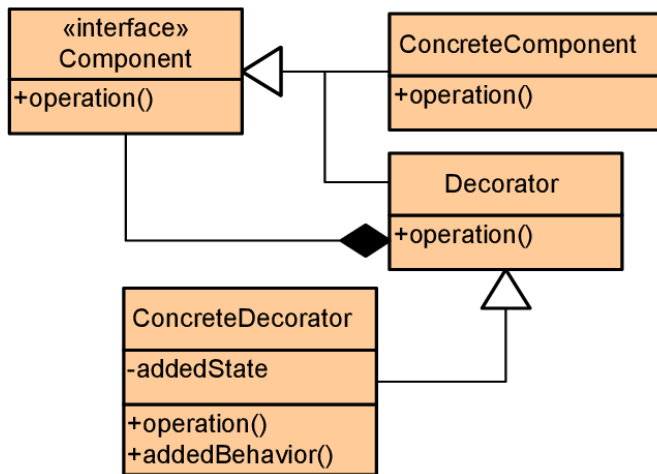 «interface»
Component
+operation()
ConcreteComponent
+operation()
Decorator
+operation()
ConcreteDecorator
-addedState
+operation()
+addedBehavior()